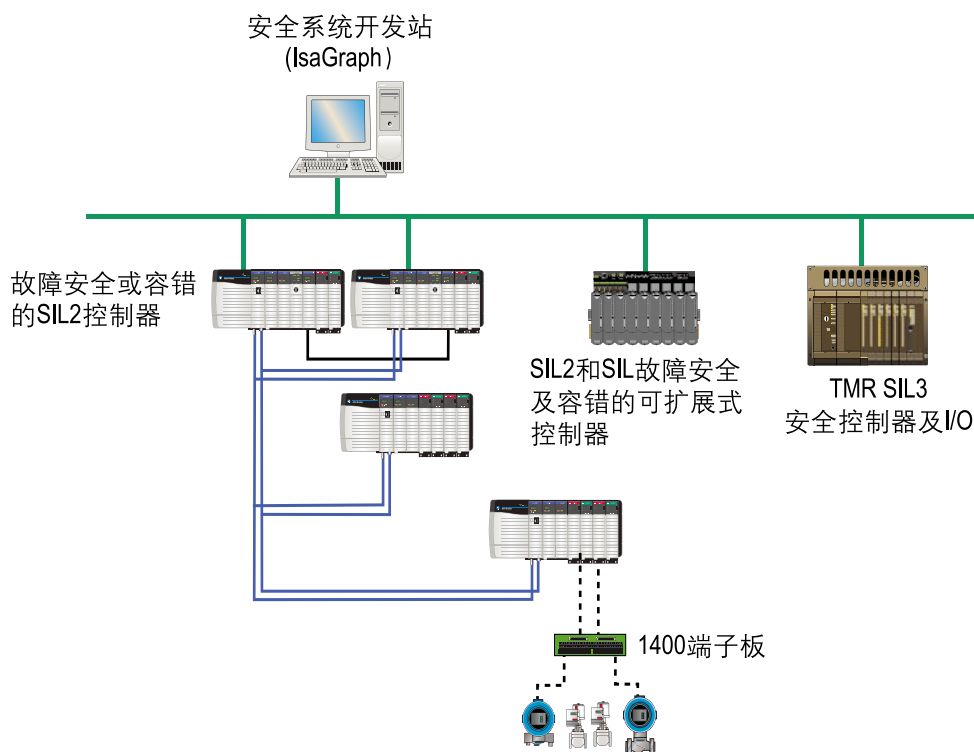 安全系统开发站
(IsaGraph)
故障安全或容错
的SIL2控制器
SIL2和SIL故障安全
及容错的可扩展式
控制器
TMR SIL3
安全控制器及I/O
1400端子板